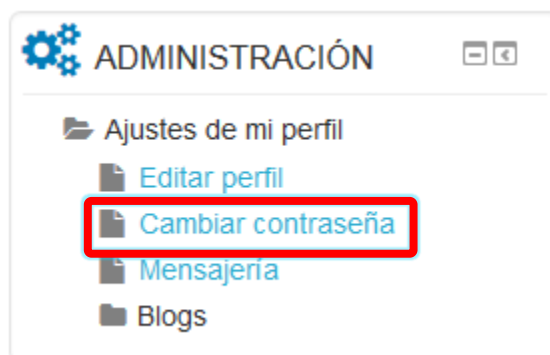 ADMINISTRACIÓN
Ajustes de mi perfil
Editar perfil
Cambiar contraseña
Mensajería
Blogs